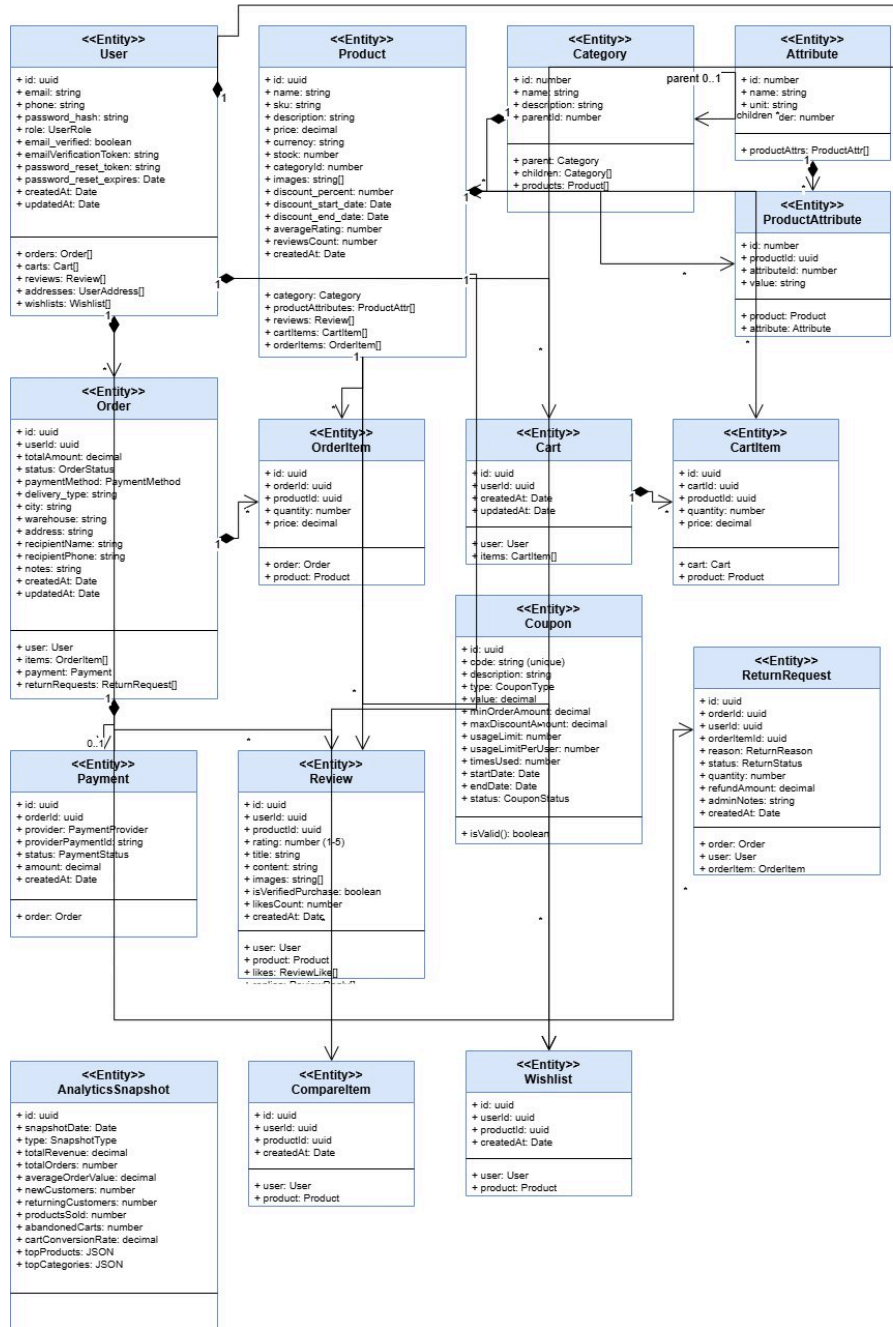 <<Entity>>
User
+ id: uuid
+ email: string
+ phone: string
+ password_hash: string
+ role: UserRole
+ email_verified: boolean
+ emailVerificationToken: string
+ password_reset_token: string
+ password_reset_expires: Date
+ createdAt: Date
+ updatedAt: Date
+ orders: Order[]
+ carts: Cart[]
+ reviews: Review[]
+ addresses: UserAddress[]
+ wishlists: Wishlist[]
1
1
1
<<Entity>>
Product
+ id: uuid
+ name: string
+ sku: string
+ description: string
+ price: decimal
+ currency: string
+ stock: number
+ categoryId: number
+ images: string[]
+ discount_percent: number
+ discount_start_date: Date
+ discount_end_date: Date
+ averageRating: number
+ reviewsCount: number
+ createdAt: Date
+ category: Category
+ productAttributes: ProductAttr[]
+ reviews: Review[]
+ cartItems: CartItem[]
+ orderItems: OrderItem[]
1
1
1
<<Entity>>
Category
+ id: number
+ name: string
+ description: string
+ parentId: number
+ parent: Category
+ children: Category[]
+ products: Product[]
1
*
parent 0..1
children *
<<Entity>>
Attribute
+ id: number
+ name: string
+ unit: string
der: number
+ productAttrs: ProductAttr[]
1
*
<<Entity>>
ProductAttribute
+ id: number
+ productId: uuid
+ attributeId: number
+ value: string
+ product: Product
+ attribute: Attribute
*
*
*
*
*
<<Entity>>
Order
+ id: uuid
+ userId: uuid
+ totalAmount: decimal
+ status: OrderStatus
+ paymentMethod: PaymentMethod
+ delivery_type: string
+ city: string
+ warehouse: string
+ address: string
+ recipientName: string
+ recipientPhone: string
+ notes: string
+ createdAt: Date
+ updatedAt: Date
+ user: User
+ items: OrderItem[]
+ payment: Payment
+ returnRequests: ReturnRequest[]
1
1
*
<<Entity>>
OrderItem
+ id: uuid
+ orderId: uuid
+ productId: uuid
+ quantity: number
+ price: decimal
+ order: Order
+ product: Product
<<Entity>>
Cart
+ id: uuid
+ userId: uuid
+ createdAt: Date
+ updatedAt: Date
+ user: User
+ items: CartItem[]
1
*
<<Entity>>
CartItem
+ id: uuid
+ cartId: uuid
+ productId: uuid
+ quantity: number
+ price: decimal
+ cart: Cart
+ product: Product
<<Entity>>
Coupon
+ id: uuid
+ code: string (unique)
+ description: string
+ type: CouponType
+ value: decimal
+ minOrderAmount: decimal
+ maxDiscountAmount: decimal
+ usageLimit: number
+ usageLimitPerUser: number
+ timesUsed: number
+ startDate: Date
+ endDate: Date
+ status: CouponStatus
+ isValid(): boolean
*
*
<<Entity>>
ReturnRequest
+ id: uuid
+ orderId: uuid
+ userId: uuid
+ orderItemId: uuid
+ reason: ReturnReason
+ status: ReturnStatus
+ quantity: number
+ refundAmount: decimal
+ adminNotes: string
+ createdAt: Date
+ order: Order
+ user: User
+ orderItem: OrderItem
*
0..1
<<Entity>>
Payment
+ id: uuid
+ orderId: uuid
+ provider: PaymentProvider
+ providerPaymentId: string
+ status: PaymentStatus
+ amount: decimal
+ createdAt: Date
+ order: Order
*
*
<<Entity>>
Review
+ id: uuid
+ userId: uuid
+ productId: uuid
+ rating: number (1-5)
+ title: string
+ content: string
+ images: string[]
+ isVerifiedPurchase: boolean
+ likesCount: number
+ createdAt: Date
+ user: User
+ product: Product
+ likes: ReviewLike[]
*
<<Entity>>
AnalyticsSnapshot
+ id: uuid
+ snapshotDate: Date
+ type: SnapshotType
+ totalRevenue: decimal
+ totalOrders: number
+ averageOrderValue: decimal
+ newCustomers: number
+ returningCustomers: number
+ productsSold: number
+ abandonedCarts: number
+ cartConversionRate: decimal
+ topProducts: JSON
+ topCategories: JSON
<<Entity>>
CompareItem
+ id: uuid
+ userId: uuid
+ productId: uuid
+ createdAt: Date
+ user: User
+ product: Product
<<Entity>>
Wishlist
+ id: uuid
+ userId: uuid
+ productId: uuid
+ createdAt: Date
+ user: User
+ product: Product